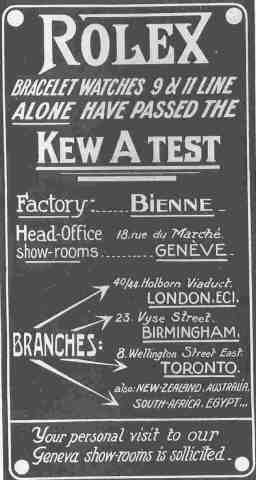 ROLEX
BRACELET WATCHES 9 & 11 LINE
ALONE HAVE PASSED THE
KEW A TEST
Factory:...... BIENNE
Head-Office 18. rue du Marché
show-rooms........ GENÈVE
40/44. Holborn Viaduct.
LONDON.ECI.
23. Vyse Street.
BIRMINGHAM.
BRANCHES:
8. Wellington Street East.
TORONTO.
also: NEW-ZEALAND, AUSTRALIA,
SOUTH-AFRICA, EGYPT...
Your personal visit to our
Geneva show-rooms is sollicited.